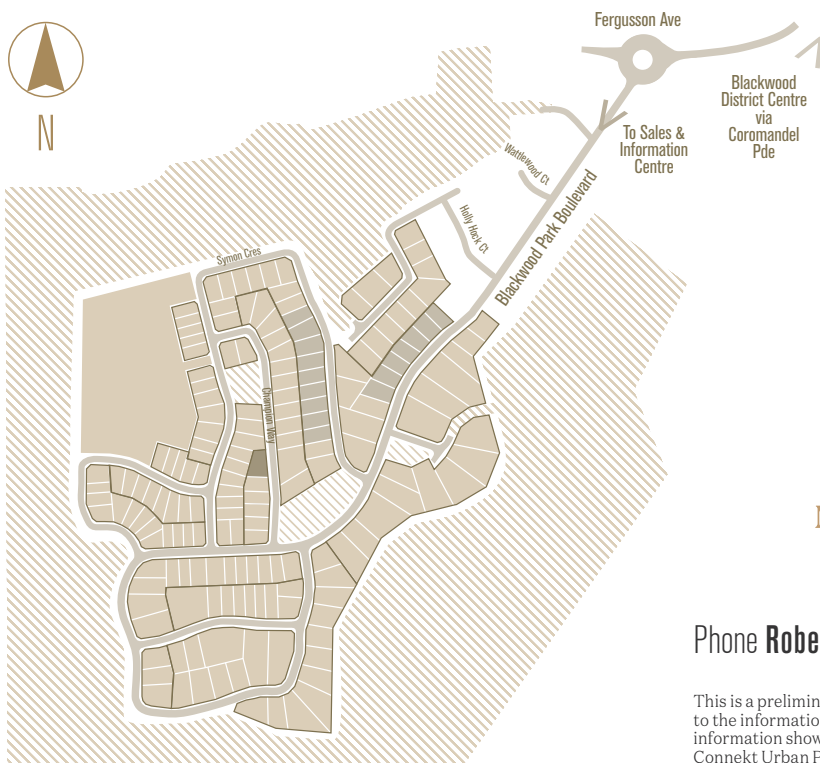 Fergusson Ave
N
Blackwood
District Centre
via
Coromandel
Pde
To Sales &
Information
Centre
Wattlewood Ct
Blackwood Park Boulevard
Holly Hock Ct
Symon Cres
Champion Way
Phone Robe
This is a prelimin
to the informatio
information show
Connekt Urban P